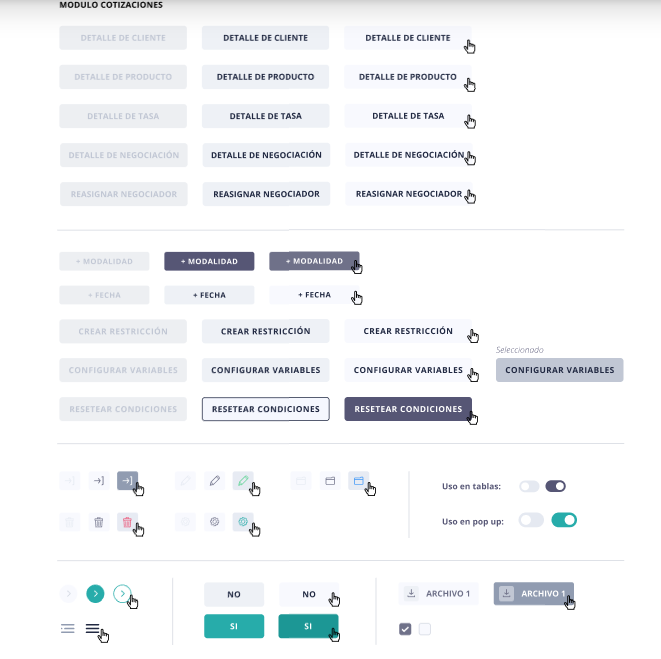 MODULO COTIZACIONES
DETALLE DE CLIENTE DETALLE DE CLIENTE DETALLE DE CLIENTE
DETALLE DE PRODUCTO DETALLE DE PRODUCTO DETALLE DE PRODUCTO
DETALLE DE TASA DETALLE DE TASA DETALLE DE TASA
DETALLE DE NEGOCIACIÓN DETALLE DE NEGOCIACIÓN DETALLE DE NEGOCIACIÓN
REASIGNAR NEGOCIADOR REASIGNAR NEGOCIADOR REASIGNAR NEGOCIADOR
+ MODALIDAD + MODALIDAD + MODALIDAD
+ FECHA + FECHA + FECHA
CREAR RESTRICCIÓN CREAR RESTRICCIÓN CREAR RESTRICCIÓN
Seleccionado
CONFIGURAR VARIABLES CONFIGURAR VARIABLES CONFIGURAR VARIABLES CONFIGURAR VARIABLES
RESETEAR CONDICIONES RESETEAR CONDICIONES RESETEAR CONDICIONES
Uso en tablas:
Uso en pop up:
NO NO ARCHIVO 1 ARCHIVO 1
SI SI